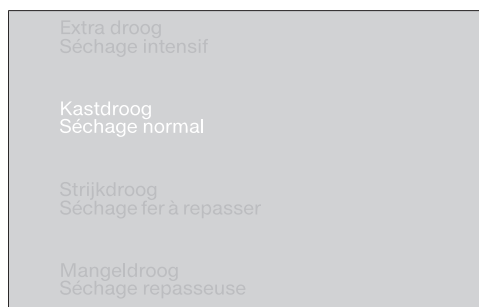 Extra droog
Séchage intensif
Kastdroog
Séchage normal
Strijkdroog
Séchage fer à repasser
Mangeldroog
Séchage repasseuse